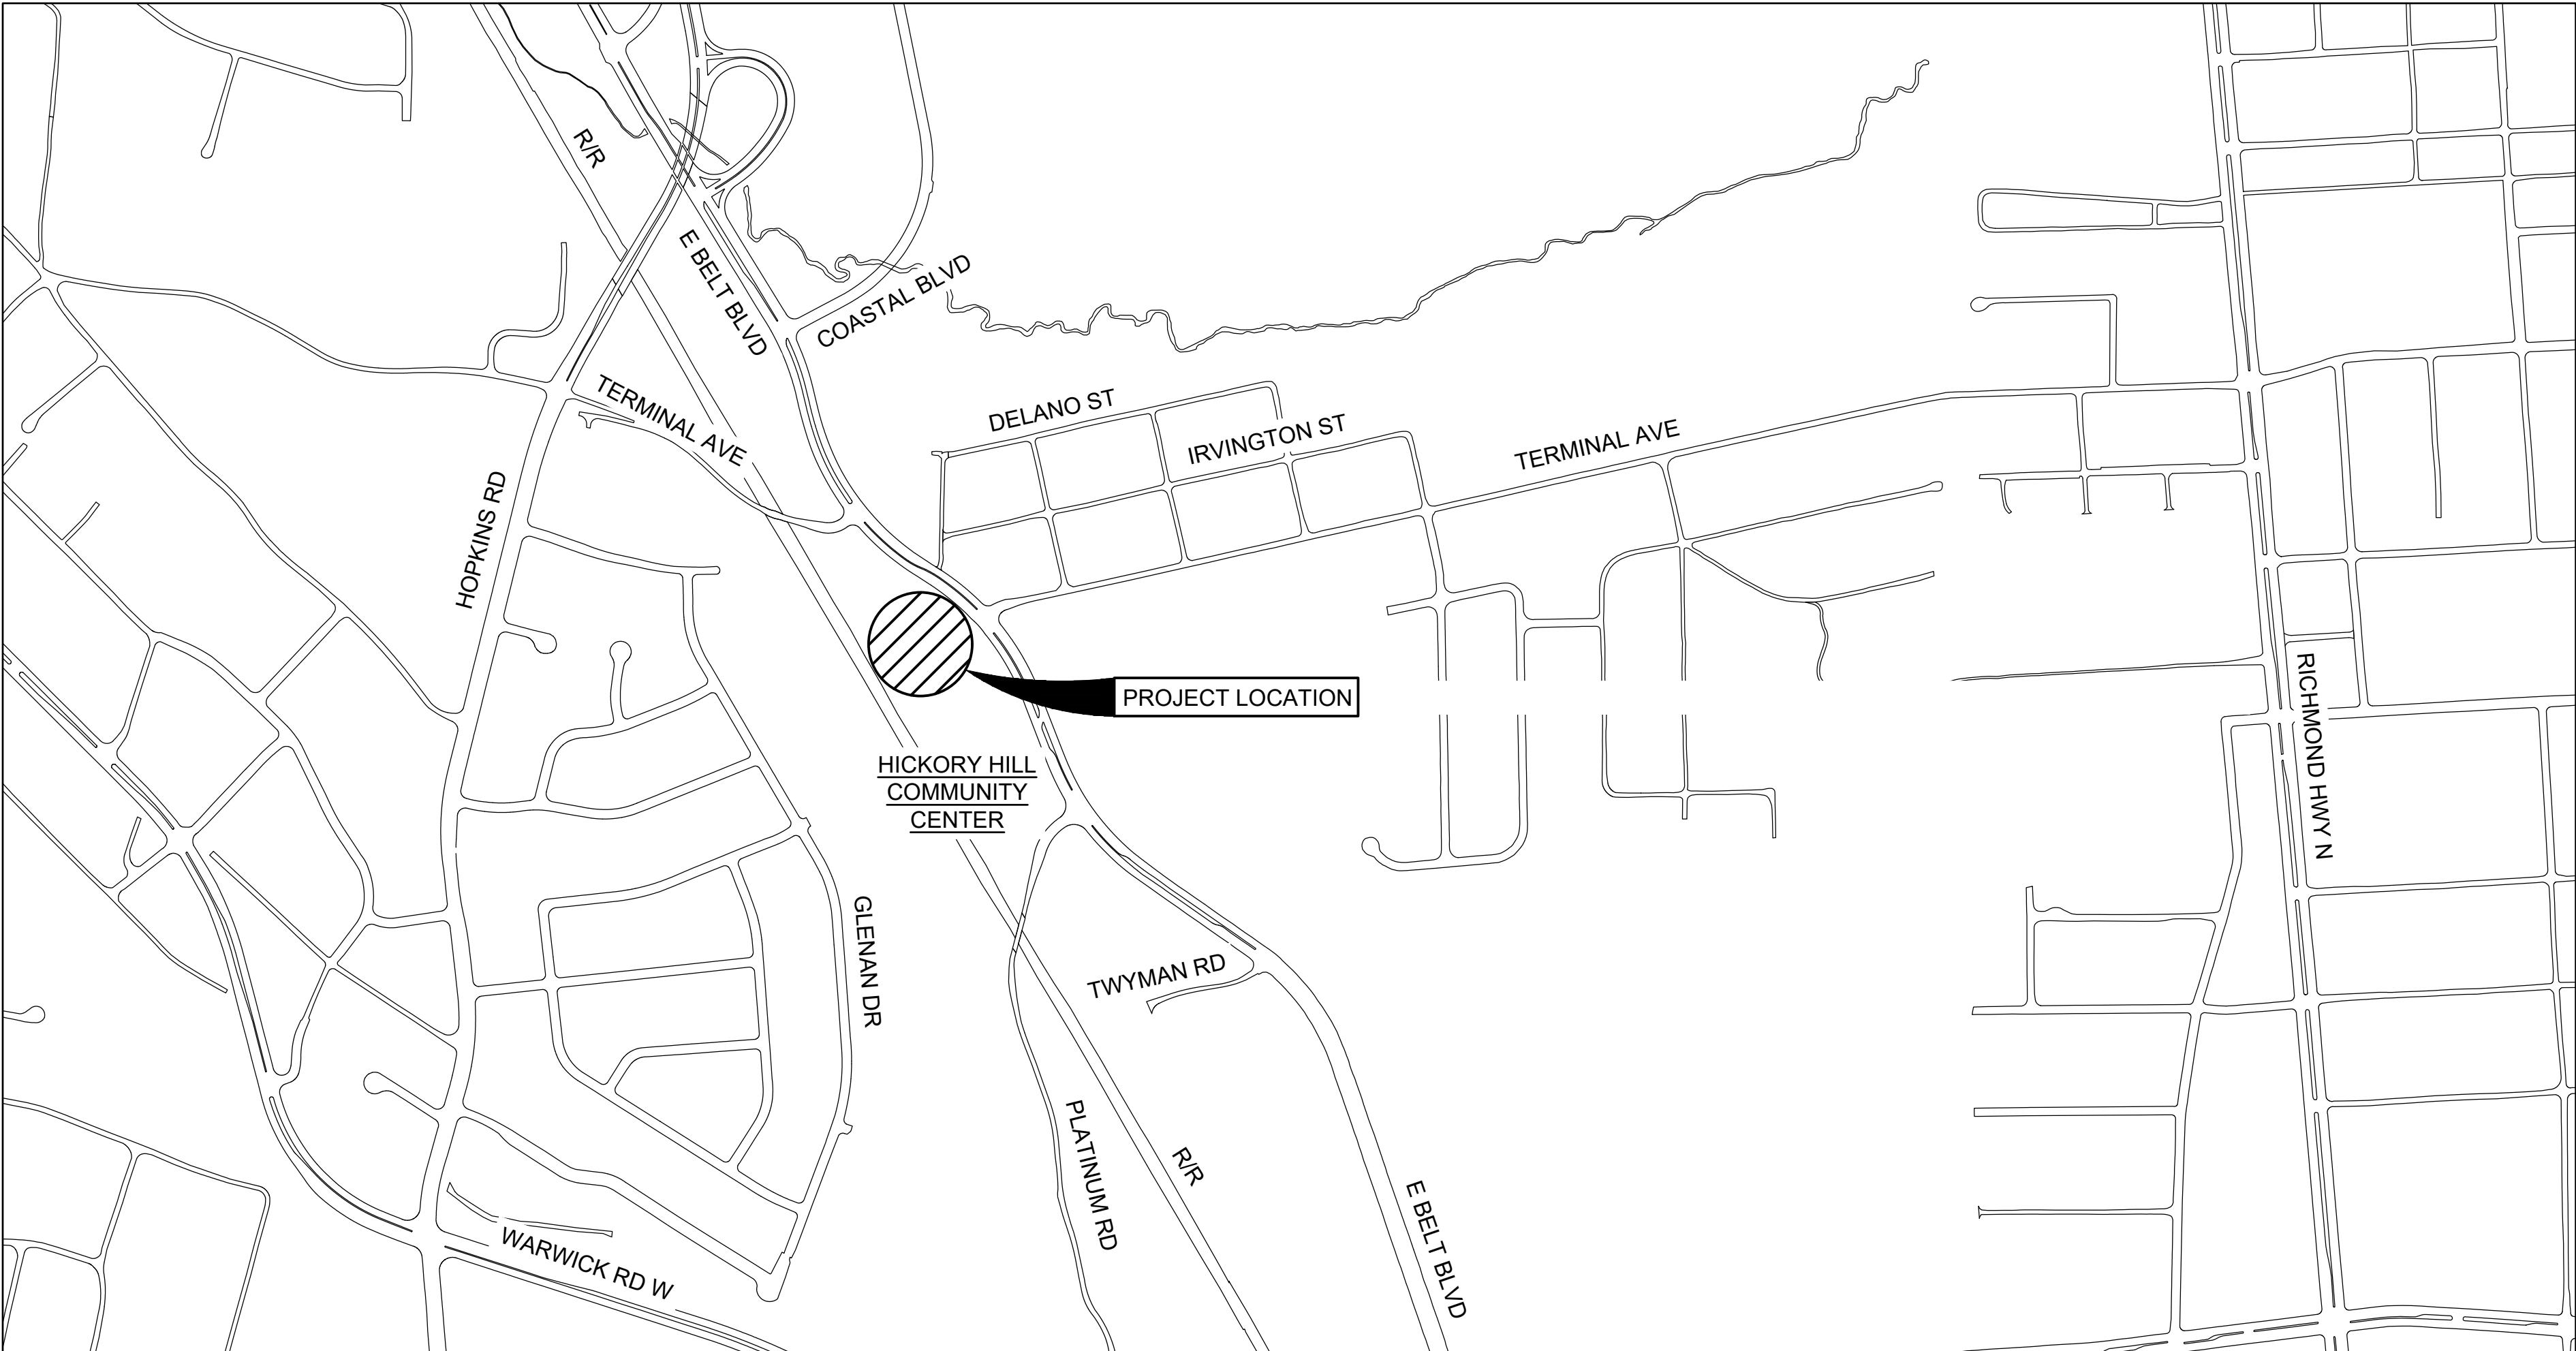 R/R
E BELT BLVD
COASTAL BLVD
TERMINAL AVE
DELANO ST
IRVINGTON ST
TERMINAL AVE
HOPKINS RD
PROJECT LOCATION
RICHMOND HWY N
HICKORY HILL
COMMUNITY
CENTER
GLENAN DR
TWYMAN RD
PLATINUM RD
R/R
E BELT BLVD
WARWICK RD W